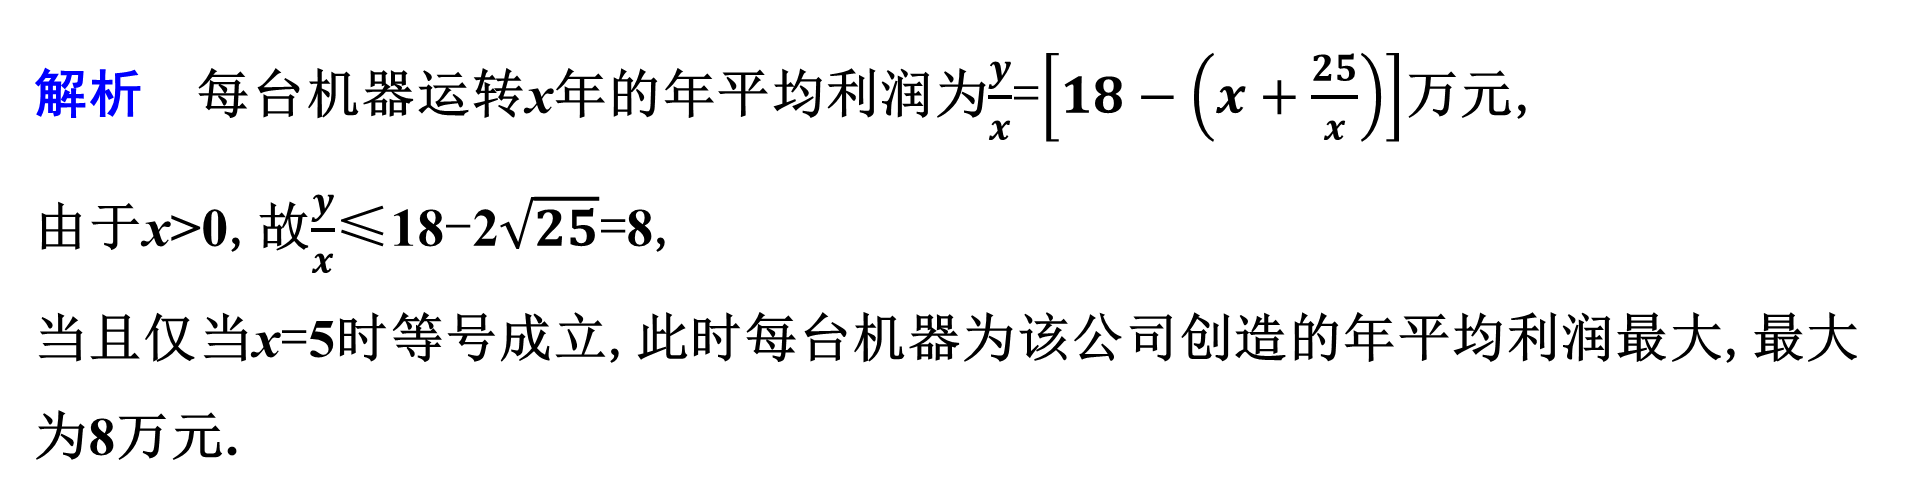 解析 每台机器运转x年的年平均利润为y/x=[18 − (x + 25/x)]万元,
由于x>0, 故y/x≤18−2√25=8,
当且仅当x=5时等号成立, 此时每台机器为该公司创造的年平均利润最大, 最大
为8万元.